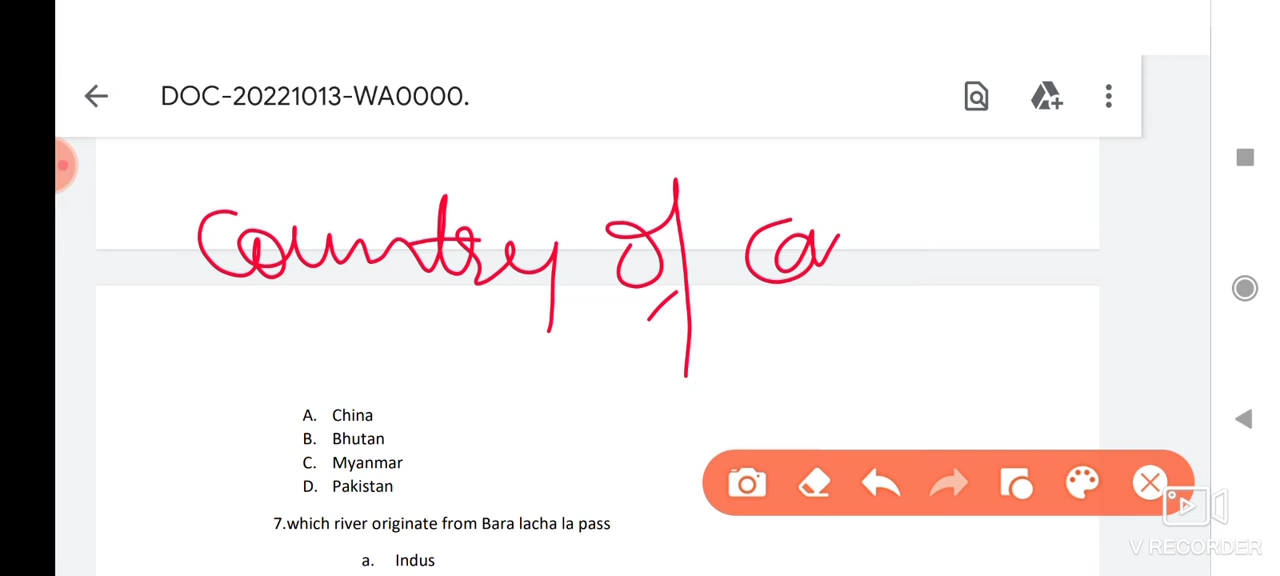 DOC-20221013-WA0000.
Country of a
A. China
B. Bhutan
C. Myanmar
D. Pakistan
7.which river originate from Bara lacha la pass
a. Indus
V RECORDER